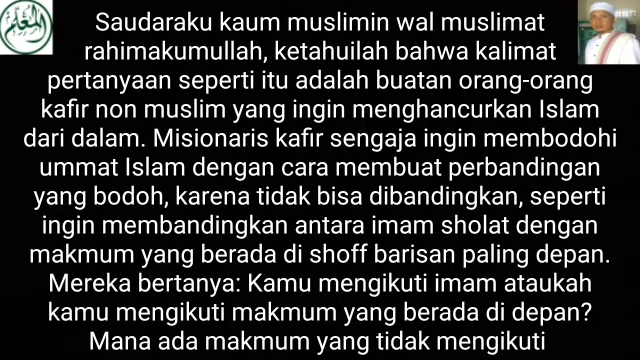 Saudaraku kaum muslimin wal muslimat
rahimakumullah, ketahuilah bahwa kalimat
pertanyaan seperti itu adalah buatan orang-orang
kafir non muslim yang ingin menghancurkan Islam
dari dalam. Misionaris kafir sengaja ingin membodohi
ummat Islam dengan cara membuat perbandingan
yang bodoh, karena tidak bisa dibandingkan, seperti
ingin membandingkan antara imam sholat dengan
makmum yang berada di shoff barisan paling depan.
Mereka bertanya: Kamu mengikuti imam ataukah
kamu mengikuti makmum yang berada di depan?
Mana ada makmum yang tidak mengikuti